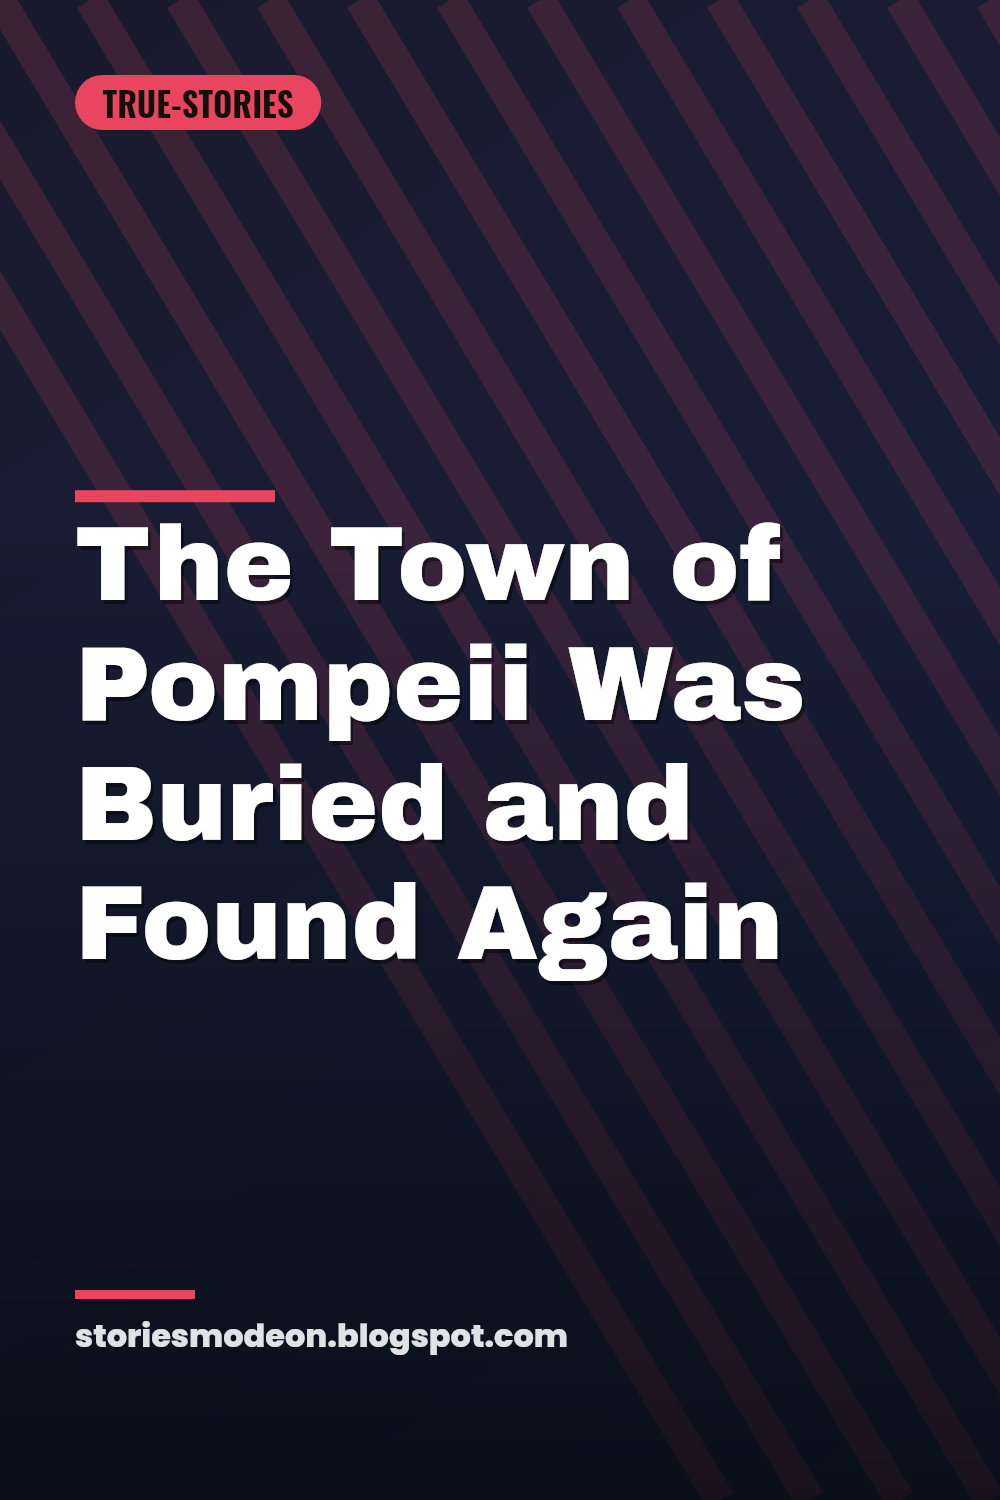 TRUE-STORIES
The Town of
Pompeii Was
Buried and
Found Again
storiesmodeon.blogspot.com